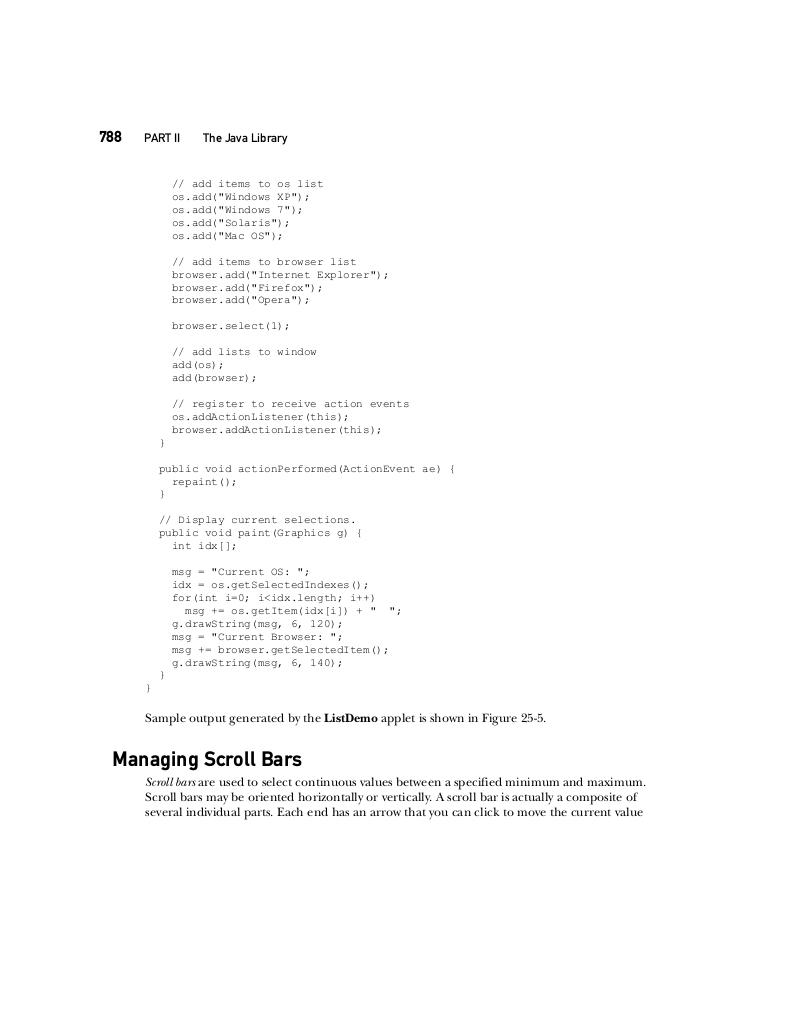 788 PART II The Java Library
// add items to os list
os.add("Windows XP");
os.add("Windows 7");
os.add("Solaris");
os.add("Mac OS");
// add items to browser list
browser.add("Internet Explorer");
browser.add("Firefox");
browser.add("Opera");
browser.select(1);
// add lists to window
add(os);
add(browser);
// register to receive action events
os.addActionListener(this);
browser.addActionListener(this);
}
public void actionPerformed(ActionEvent ae) {
repaint();
}
// Display current selections.
public void paint(Graphics g) {
int idx[];
msg = "Current OS: ";
idx = os.getSelectedIndexes();
for(int i=0; i<idx.length; i++)
msg += os.getItem(idx[i]) + "  ";
g.drawString(msg, 6, 120);
msg = "Current Browser: ";
msg += browser.getSelectedItem();
g.drawString(msg, 6, 140);
}
}
Sample output generated by the ListDemo applet is shown in Figure 25-5.
Managing Scroll Bars
Scroll bars are used to select continuous values between a specified minimum and maximum.
Scroll bars may be oriented horizontally or vertically. A scroll bar is actually a composite of
several individual parts. Each end has an arrow that you can click to move the current value